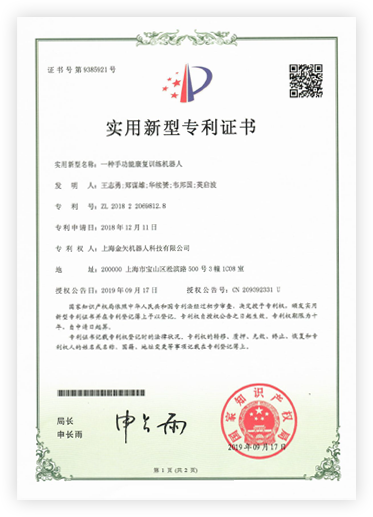 证书号第9385921号
实用新型专利证书
实用新型名称：一种手功能康复训练机器人
发 明 人：王志勇;郑谋雄;华续赟;韦邦国;英启波
专 利 号：ZL 2018 2 2069812.8
专利申请日：2018年12月11日
专 利 权 人：上海金矢机器人科技有限公司
地 址：200000 上海市宝山区淞滨路500号3幢1C08室
授权公告日：2019年09月17日 授权公告号：CN 209392331 U
国家知识产权局依照中华人民共和国专利法经过初步审查，决定授予专利权，颁发实用
新型专利证书并在专利登记簿上予以登记。专利权自授权公告之日起生效。专利权期限为十
年，自申请日起算。
专利证书记载专利权登记时的法律状况。专利权的转移、质押、无效、终止、恢复和专
利权人的姓名或名称、国籍、地址变更等事项记载在专利登记簿上。
局长
申长雨
申长雨
国家知识产权局
2019年09月17日
第 1 页 (共 2 页)